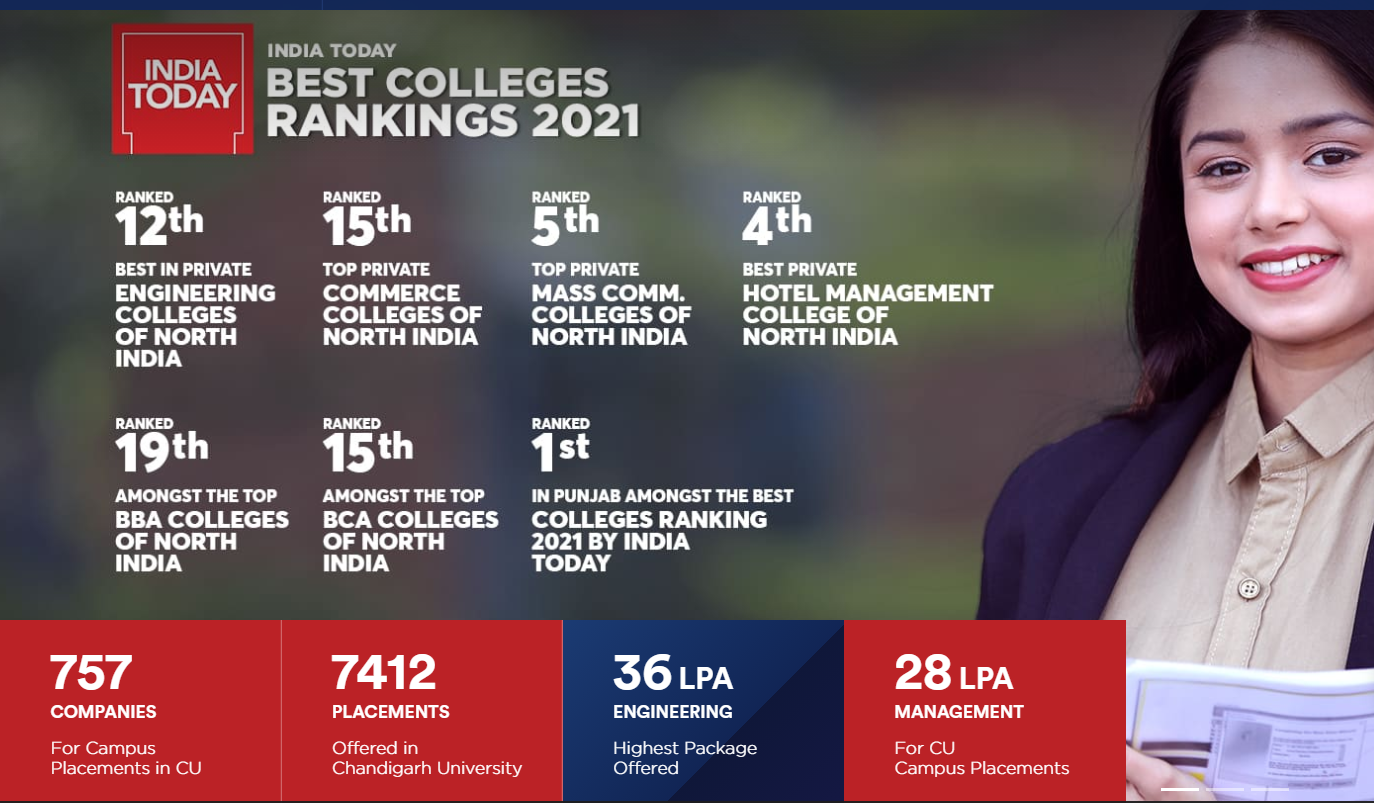 INDIA
TODAY
INDIA TODAY
BEST COLLEGES
RANKINGS 2021
RANKED
12th
BEST IN PRIVATE
ENGINEERING
COLLEGES
OF NORTH
INDIA
RANKED
15th
TOP PRIVATE
COMMERCE
COLLEGES OF
NORTH INDIA
RANKED
5th
TOP PRIVATE
MASS COMM.
COLLEGES OF
NORTH INDIA
RANKED
4th
BEST PRIVATE
HOTEL MANAGEMENT
COLLEGE OF
NORTH INDIA
RANKED
19th
AMONGST THE TOP
BBA COLLEGES
OF NORTH
INDIA
RANKED
15th
AMONGST THE TOP
BCA COLLEGES
OF NORTH
INDIA
RANKED
1st
IN PUNJAB AMONGST THE BEST
COLLEGES RANKING
2021 BY INDIA
TODAY
757
COMPANIES
For Campus
Placements in CU
7412
PLACEMENTS
Offered in
Chandigarh University
36 LPA
ENGINEERING
Highest Package
Offered
28 LPA
MANAGEMENT
For CU
Campus Placements